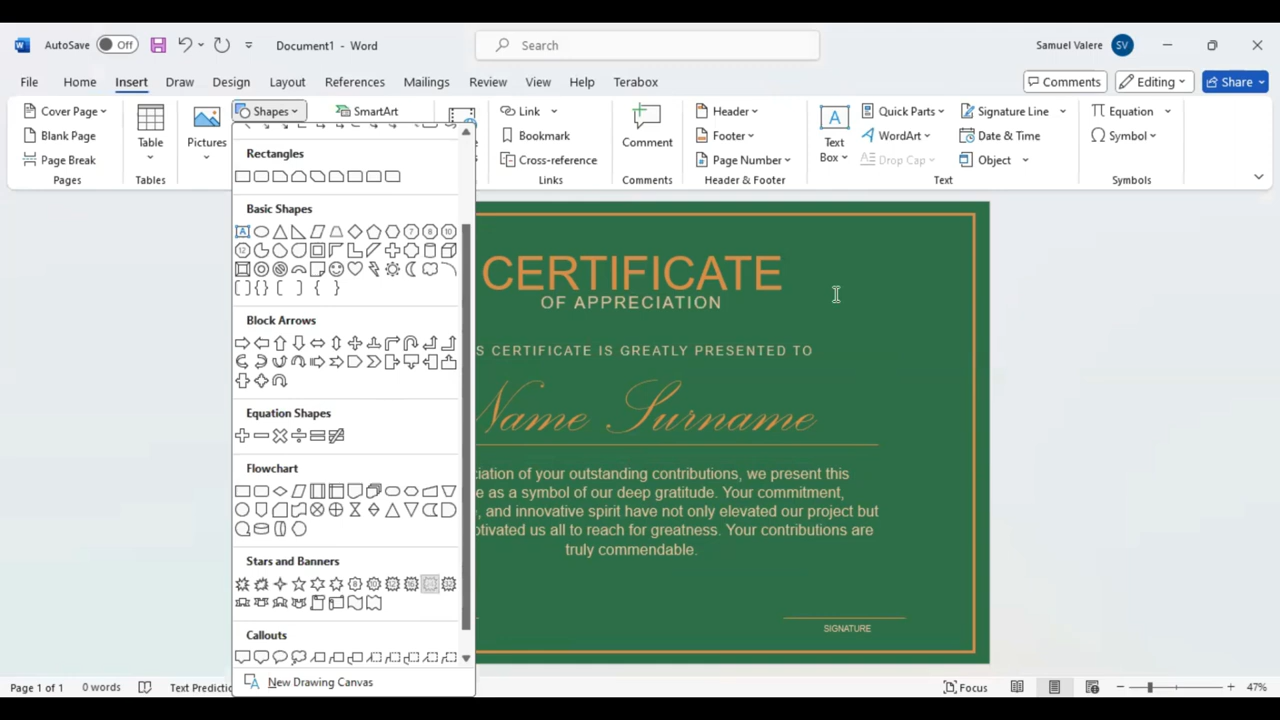 AutoSave Off Document1 - Word Search Samuel Valere SV
File Home Insert Draw Design Layout References Mailings Review View Help Terabox Comments Editing Share
Cover Page Shapes SmartArt Link Header Quick Parts Signature Line Equation
Blank Page Bookmark Footer WordArt Date & Time Symbol
Table Pictures Comment Text
Page Break Cross-reference Page Number Box Drop Cap Object
Pages Tables Links Comments Header & Footer Text Symbols
Rectangles
Basic Shapes
Block Arrows
Equation Shapes
Flowchart
Stars and Banners
Callouts
New Drawing Canvas
CERTIFICATE
OF APPRECIATION
S CERTIFICATE IS GREATLY PRESENTED TO
Name Surname
iation of your outstanding contributions, we present this
e as a symbol of our deep gratitude. Your commitment,
, and innovative spirit have not only elevated our project but
otivated us all to reach for greatness. Your contributions are
truly commendable.
SIGNATURE
Page 1 of 1 0 words Text Predictio Focus 47%